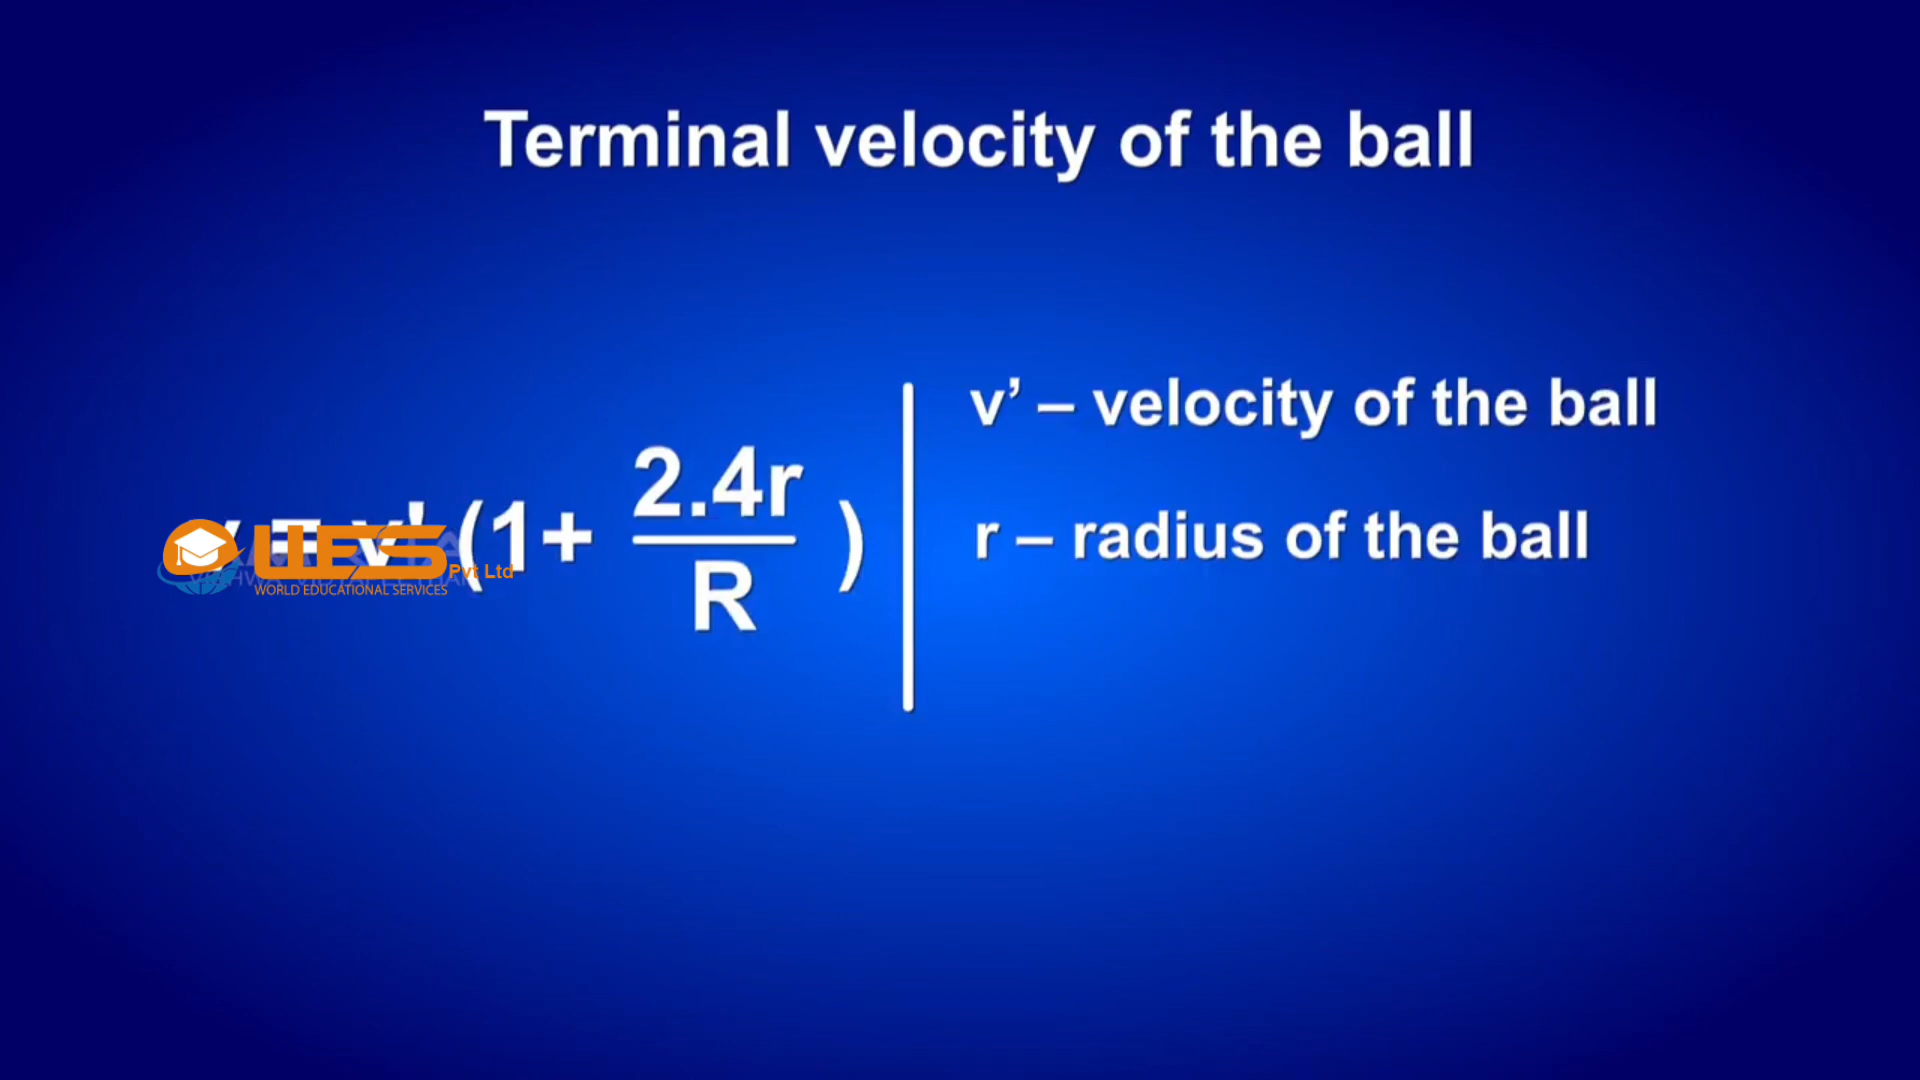 Terminal velocity of the ball
v = v' (1+ 2.4r
R )
v’ – velocity of the ball
r – radius of the ball
WES Pvt Ltd
WORLD EDUCATIONAL SERVICES